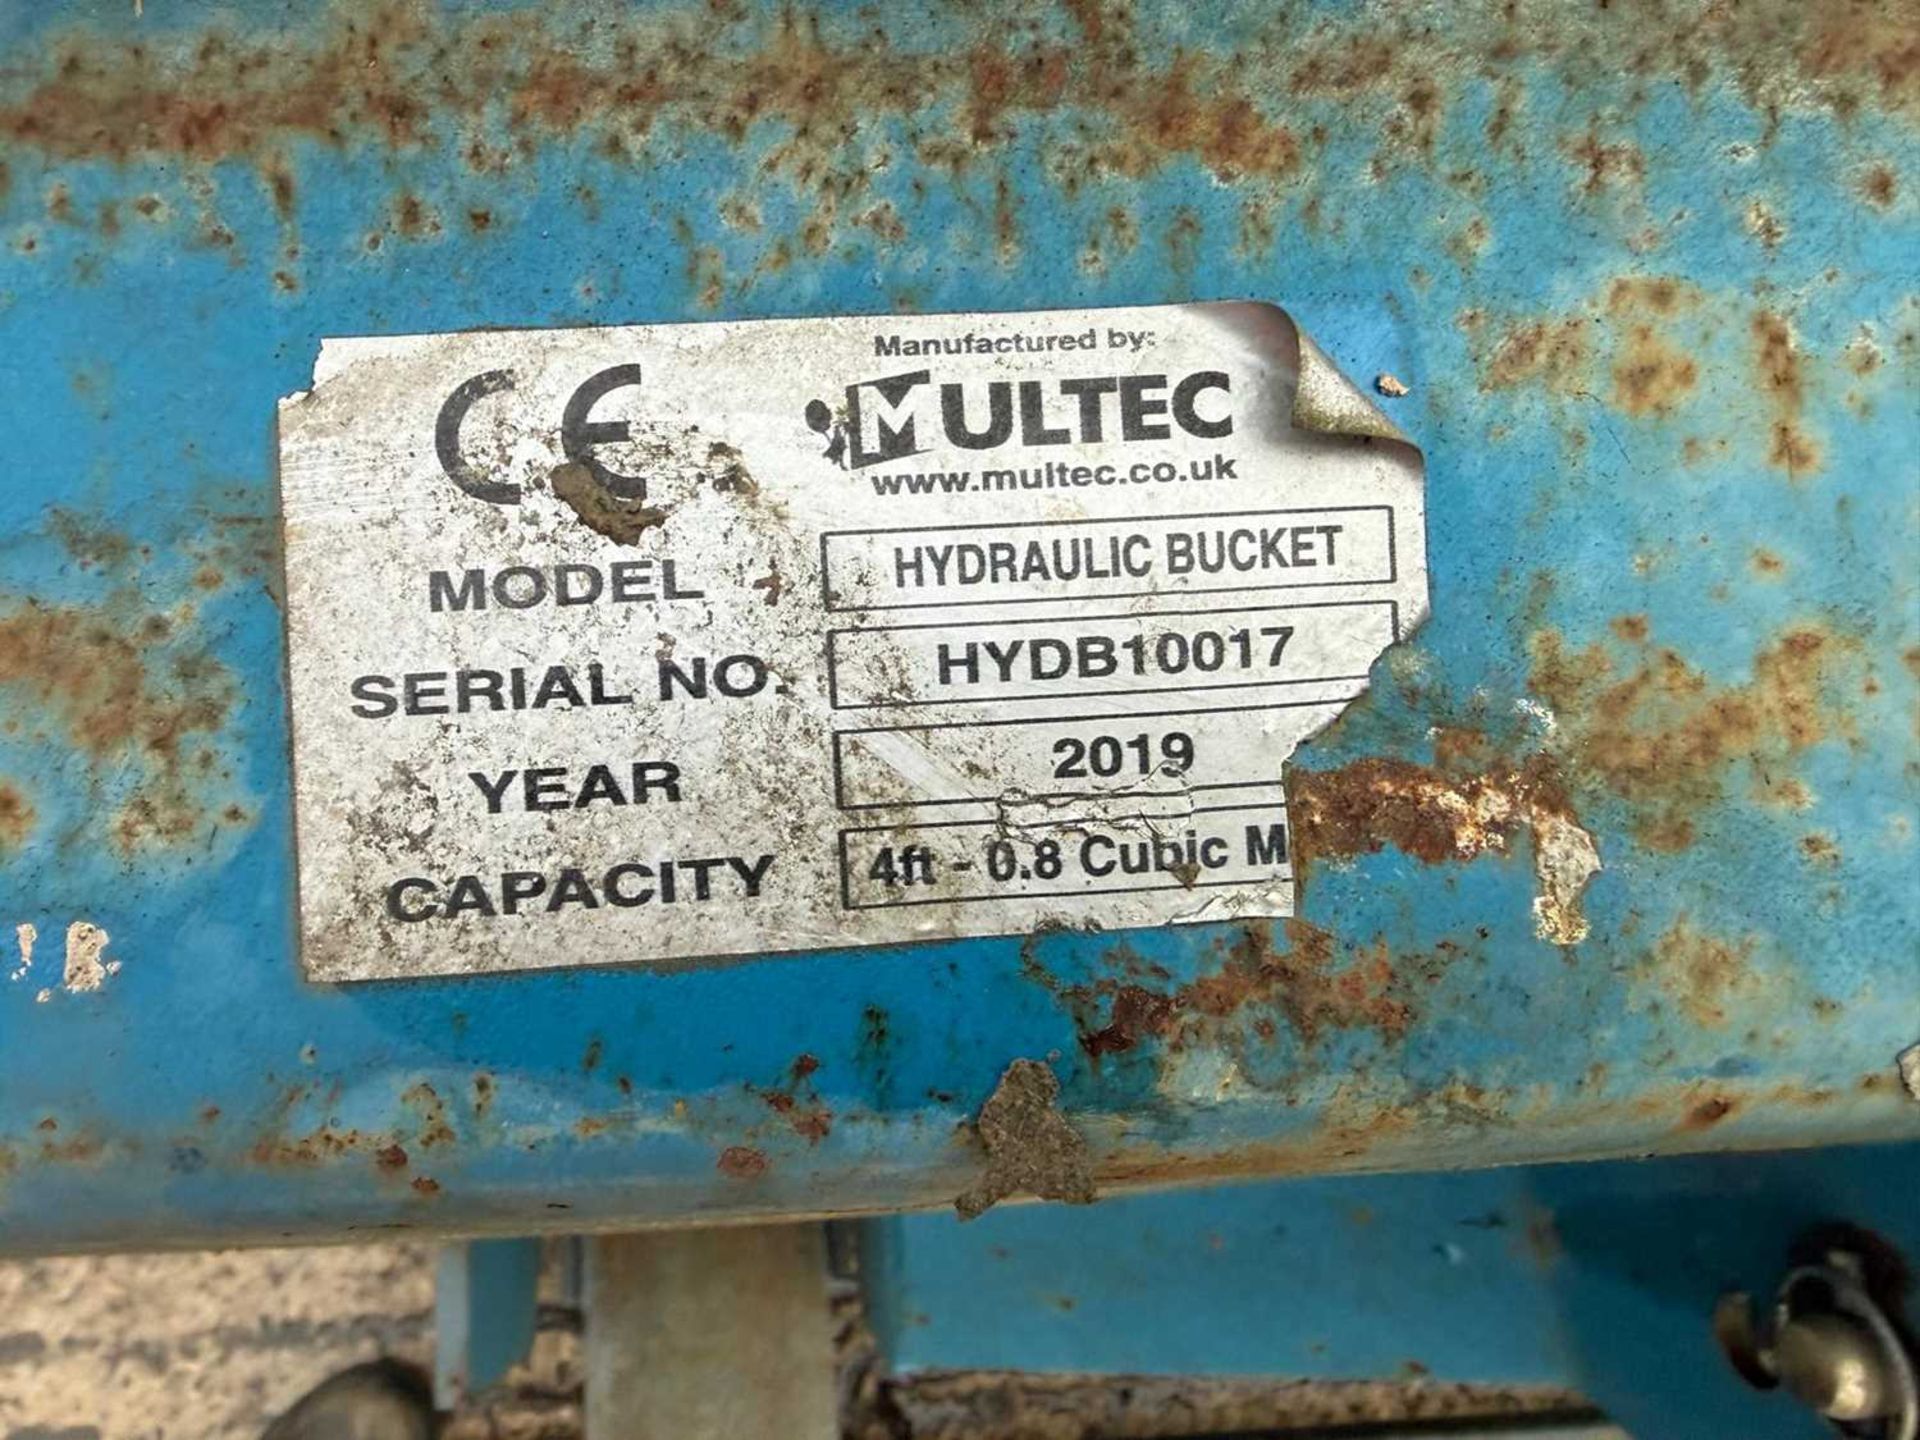 CE
Manufactured by:
MULTEC
www.multec.co.uk
MODEL HYDRAULIC BUCKET
SERIAL NO. HYDB10017
YEAR 2019
CAPACITY 4ft - 0.8 Cubic M